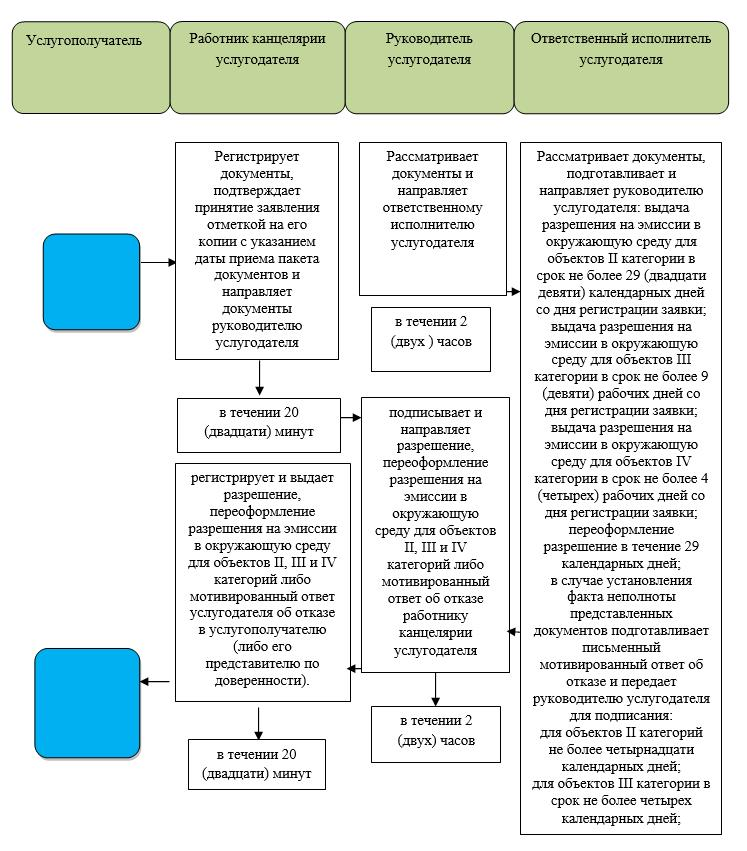 Услугополучатель
Работник канцелярии
услугодателя
Руководитель
услугодателя
Ответственный исполнитель
услугодателя
Регистрирует
документы,
подтверждает
принятие заявления
отметкой на его
копии с указанием
даты приема пакета
документов и
направляет
документы
руководителю
услугодателя
в течении 20
(двадцати) минут
Рассматривает
документы и
направляет
ответственному
исполнителю
услугодателя
в течении 2
(двух ) часов
Рассматривает документы,
подготавливает и
направляет руководителю
услугодателя: выдача
разрешения на эмиссии в
окружающую среду для
объектов II категории в
срок не более 29 (двадцати
девяти) календарных дней
со дня регистрации заявки;
выдача разрешения на
эмиссии в окружающую
среду для объектов III
категории в срок не более 9
(девяти) рабочих дней со
дня регистрации заявки;
выдача разрешения на
эмиссии в окружающую
среду для объектов IV
категории в срок не более 4
(четырех) рабочих дней со
дня регистрации заявки;
переоформление
разрешение в течение 29
календарных дней;
в случае установления
факта неполноты
представленных
документов подготавливает
письменный
мотивированный ответ об
отказе и передает
руководителю услугодателя
для подписания:
для объектов II категорий
не более четырнадцати
календарных дней;
для объектов III категории в
срок не более четырех
календарных дней;
подписывает и
направляет
разрешение,
переоформление
разрешения на
эмиссии в
окружающую
среду для объектов
II, III и IV
категорий либо
мотивированный
ответ об отказе
работнику
канцелярии
услугодателя
в течении 2
(двух) часов
регистрирует и выдает
разрешение,
переоформление
разрешения на эмиссии
в окружающую среду
для объектов II, III и IV
категорий либо
мотивированный ответ
услугодателя об отказе
в услугополучателю
(либо его
представителю по
доверенности).
в течении 20
(двадцати) минут